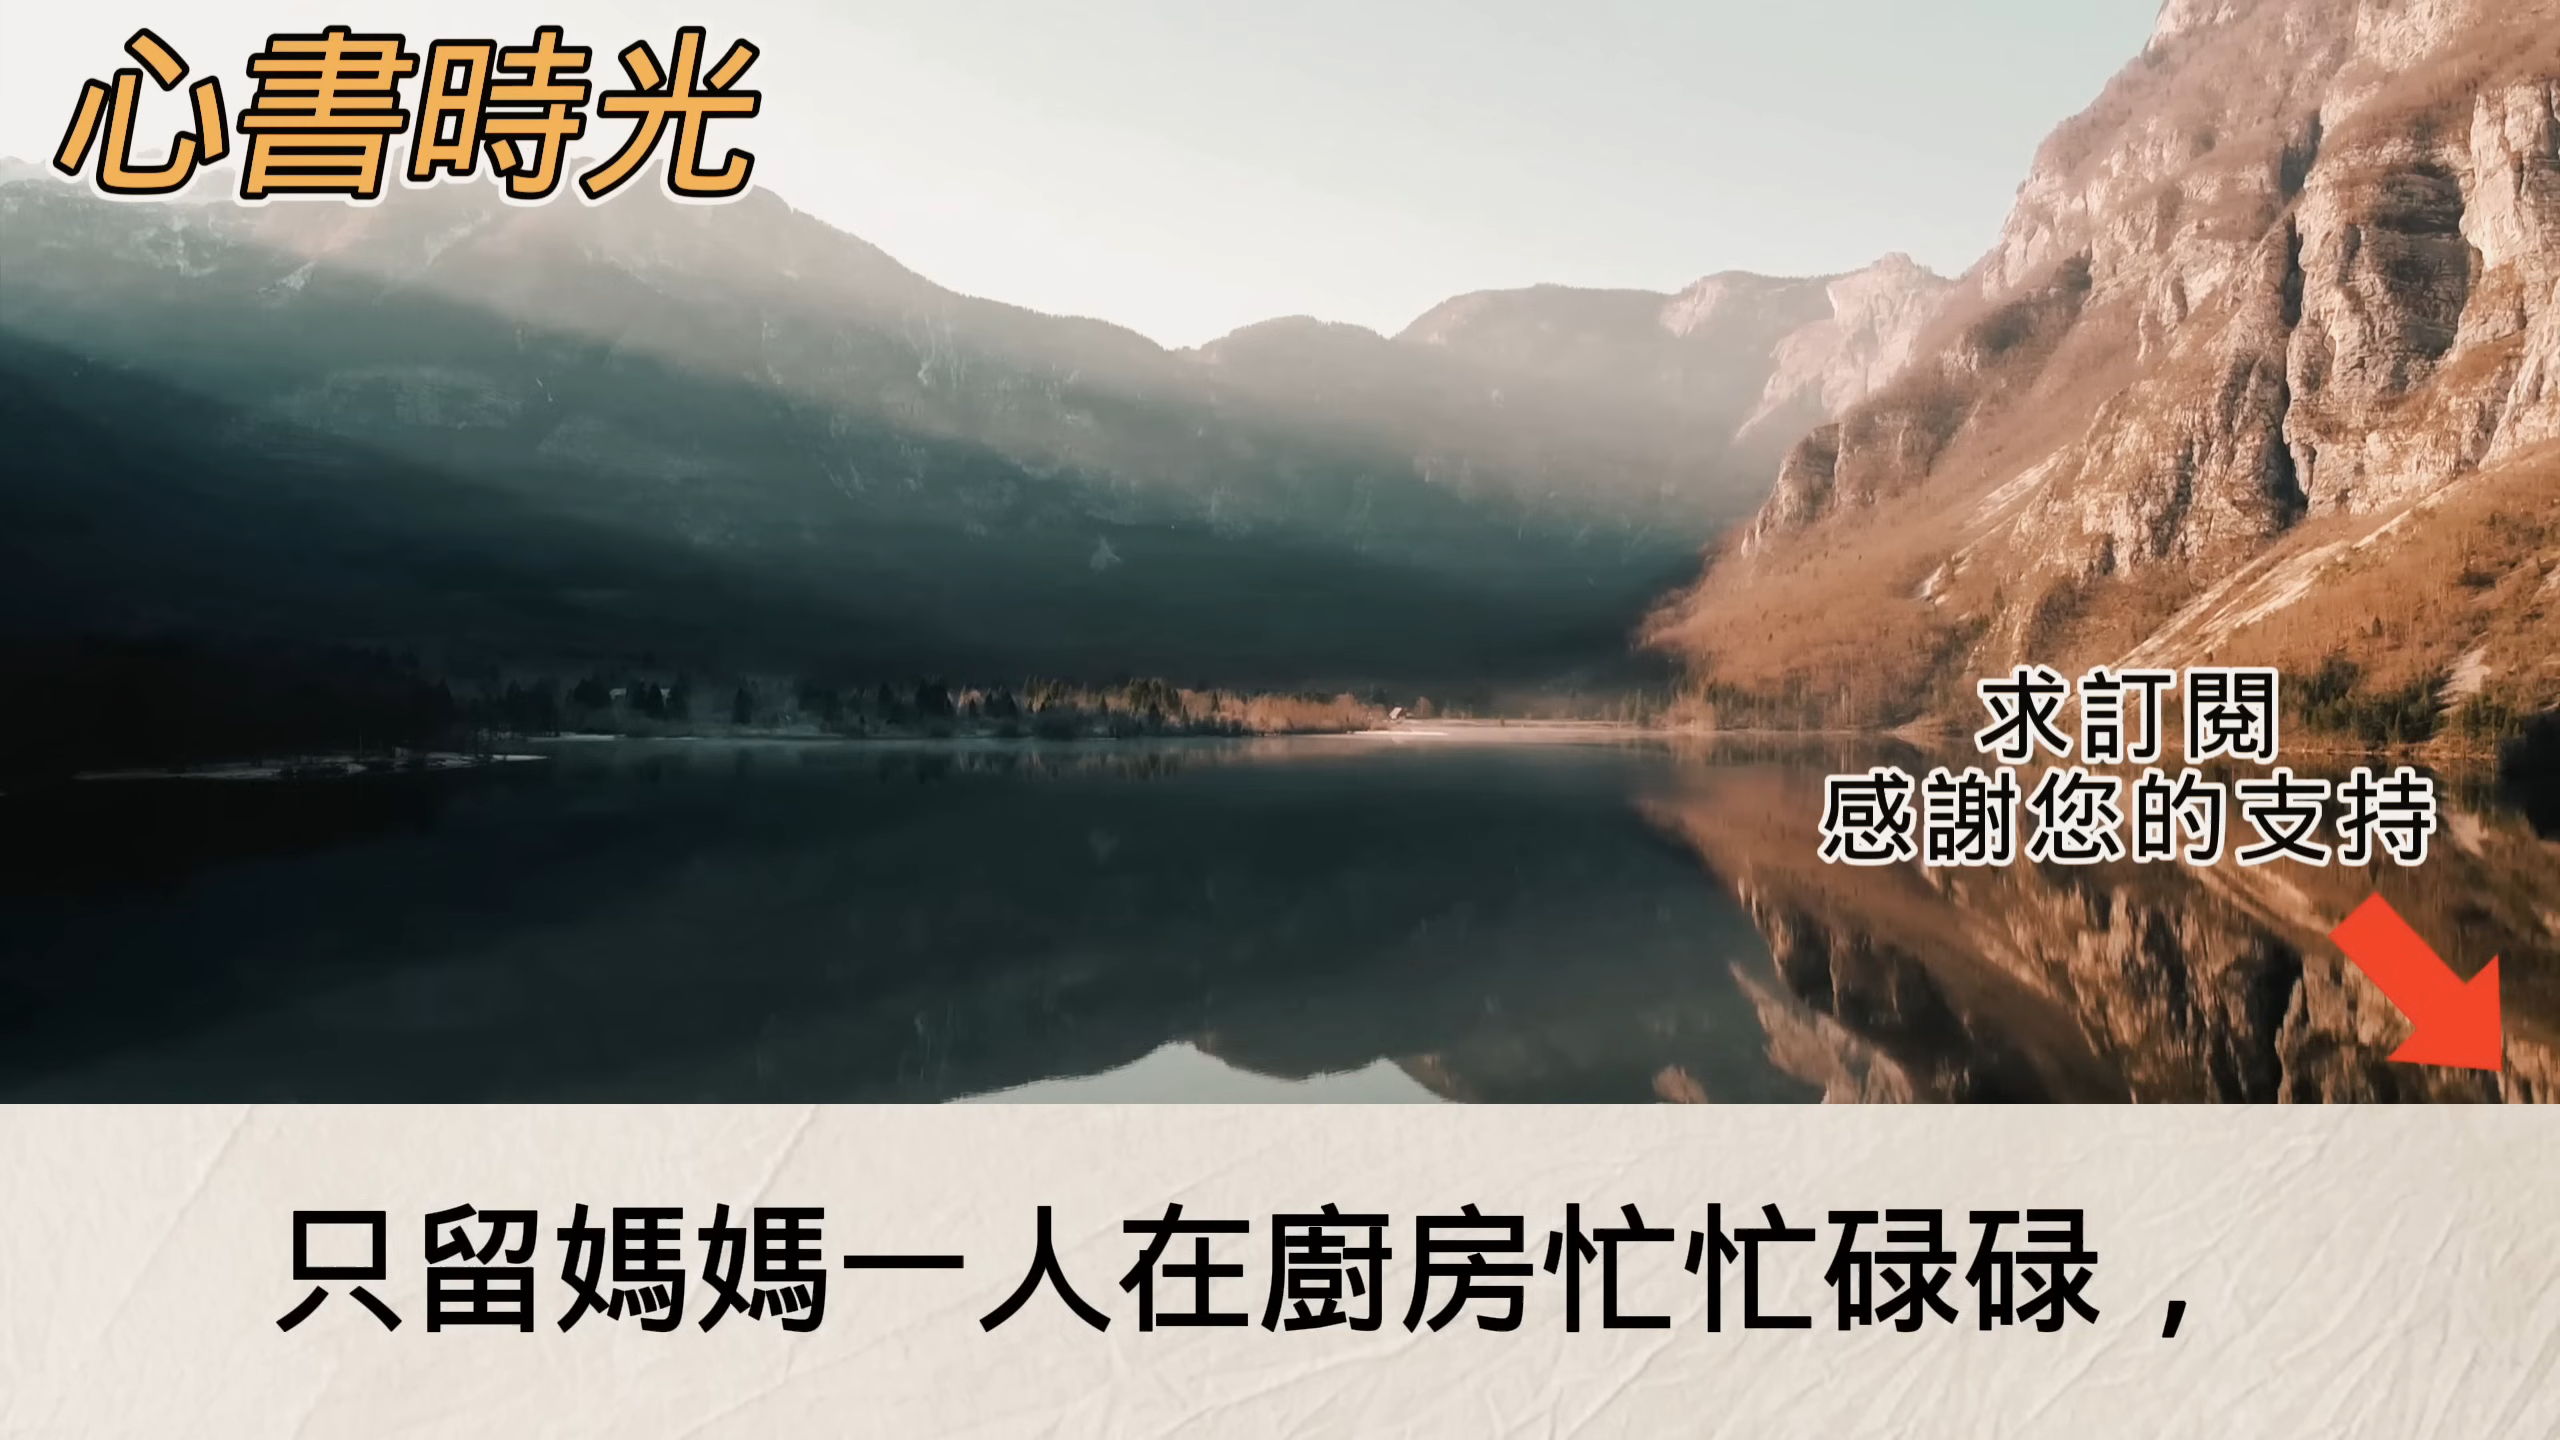 心書時光
求訂閱
感謝您的支持
只留媽媽一人在廚房忙忙碌碌，